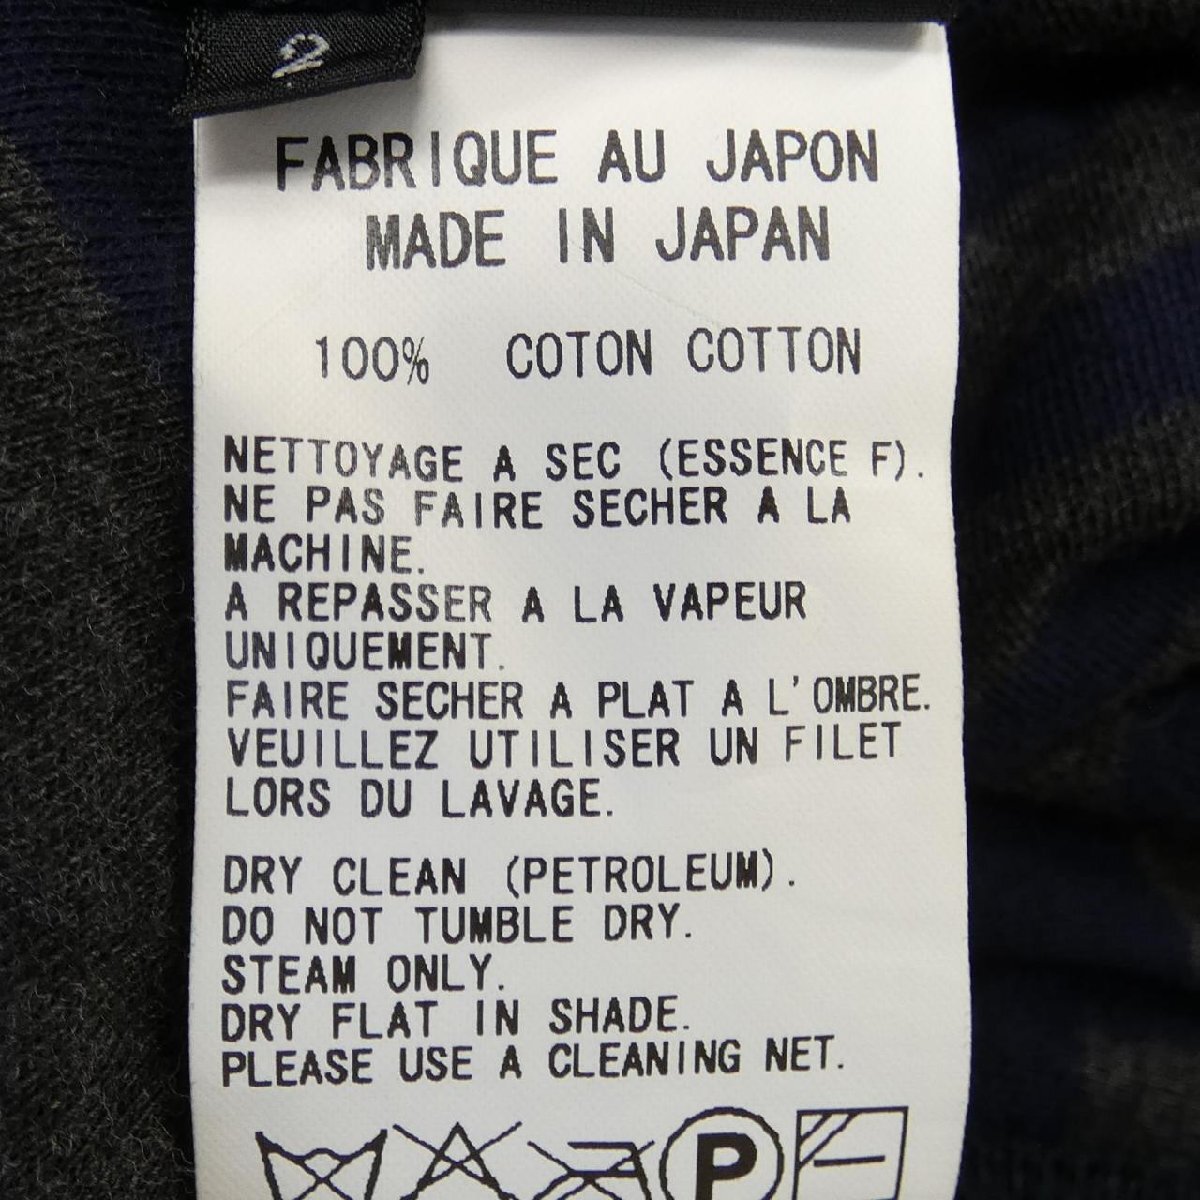 2
FABRIQUE AU JAPON
MADE IN JAPAN
100% COTON COTTON
NETTOYAGE A SEC (ESSENCE F).
NE PAS FAIRE SECHER A LA
MACHINE.
A REPASSER A LA VAPEUR
UNIQUEMENT.
FAIRE SECHER A PLAT A L'OMBRE.
VEUILLEZ UTILISER UN FILET
LORS DU LAVAGE.
DRY CLEAN (PETROLEUM).
DO NOT TUMBLE DRY.
STEAM ONLY.
DRY FLAT IN SHADE.
PLEASE USE A CLEANING NET.
P